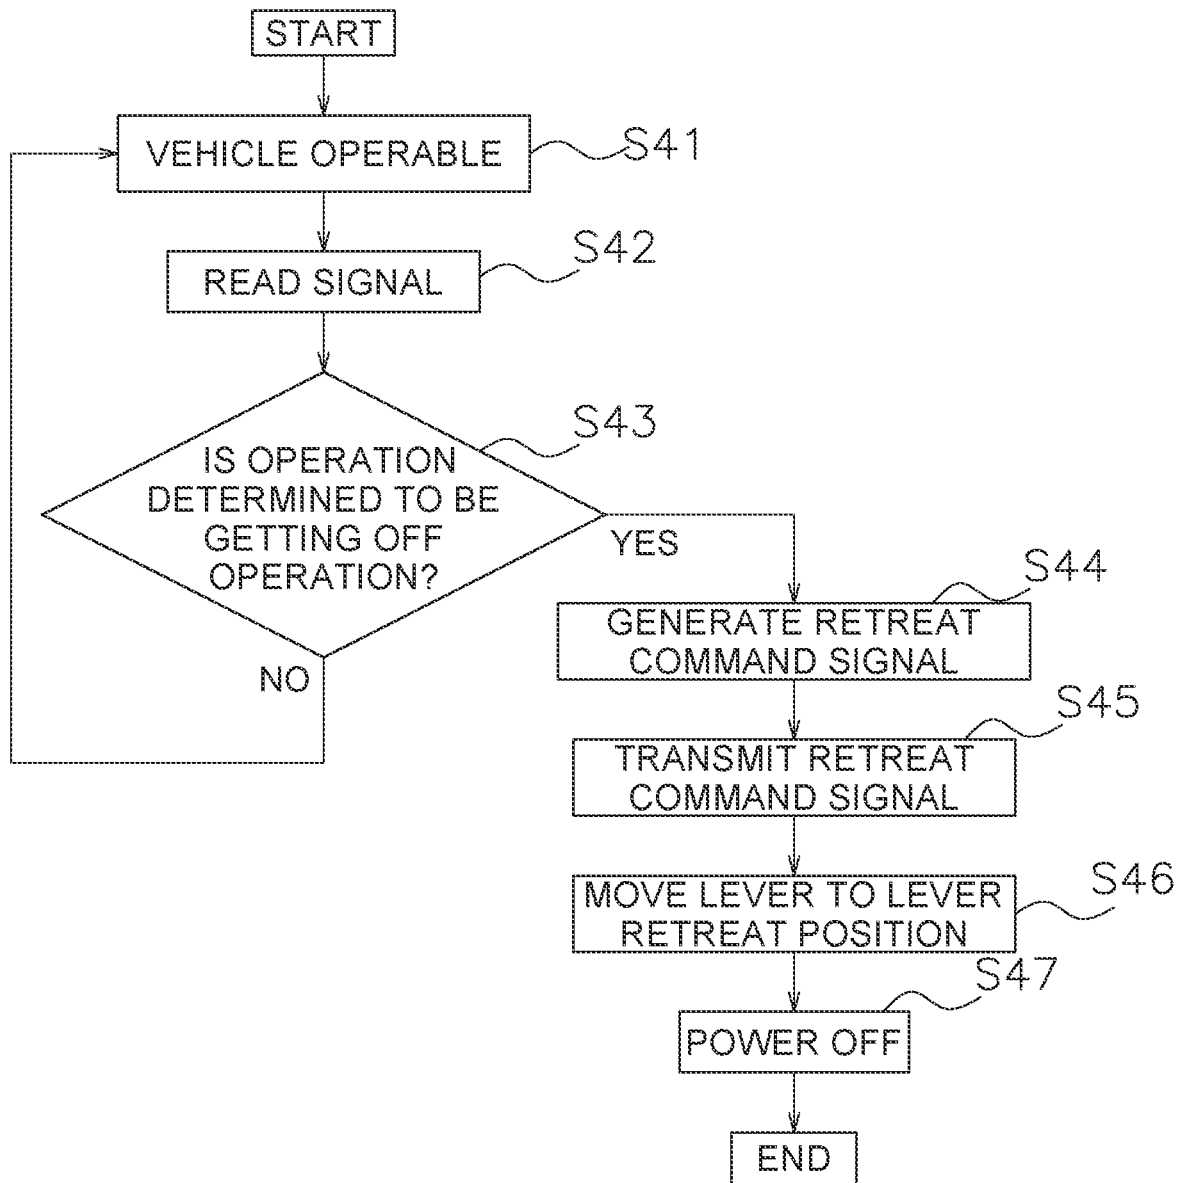 START
VEHICLE OPERABLE
S41
READ SIGNAL
S42
IS OPERATION
DETERMINED TO BE
GETTING OFF
OPERATION?
S43
YES
NO
GENERATE RETREAT
COMMAND SIGNAL
S44
TRANSMIT RETREAT
COMMAND SIGNAL
S45
MOVE LEVER TO LEVER
RETREAT POSITION
S46
POWER OFF
S47
END